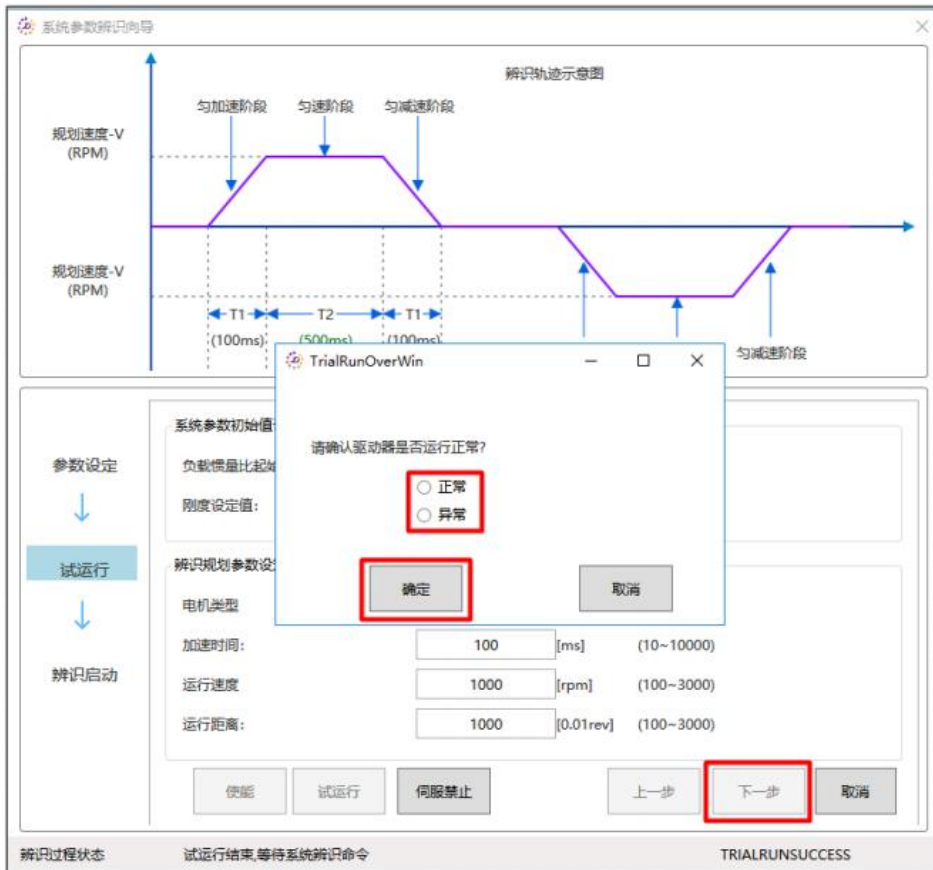 系统参数辨识向导
辨识轨迹示意图
匀加速阶段 匀速阶段 匀减速阶段
规划速度-V
(RPM)
规划速度-V
(RPM)
T1 T2 T1
(100ms) (500ms) (100ms)
匀减速阶段
TrialRunOverWin
请确认驱动器是否运行正常?
正常
异常
确定 取消
参数设定
试运行
辨识启动
系统参数初始值
负载惯量比起始
刚度设定值:
辨识规划参数设
电机类型
加速时间: 100 [ms] (10~10000)
运行速度 1000 [rpm] (100~3000)
运行距离: 1000 [0.01rev] (100~3000)
使能 试运行 伺服禁止 上一步 下一步 取消
辨识过程状态 试运行结束,等待系统辨识命令 TRIALRUNSUCCESS